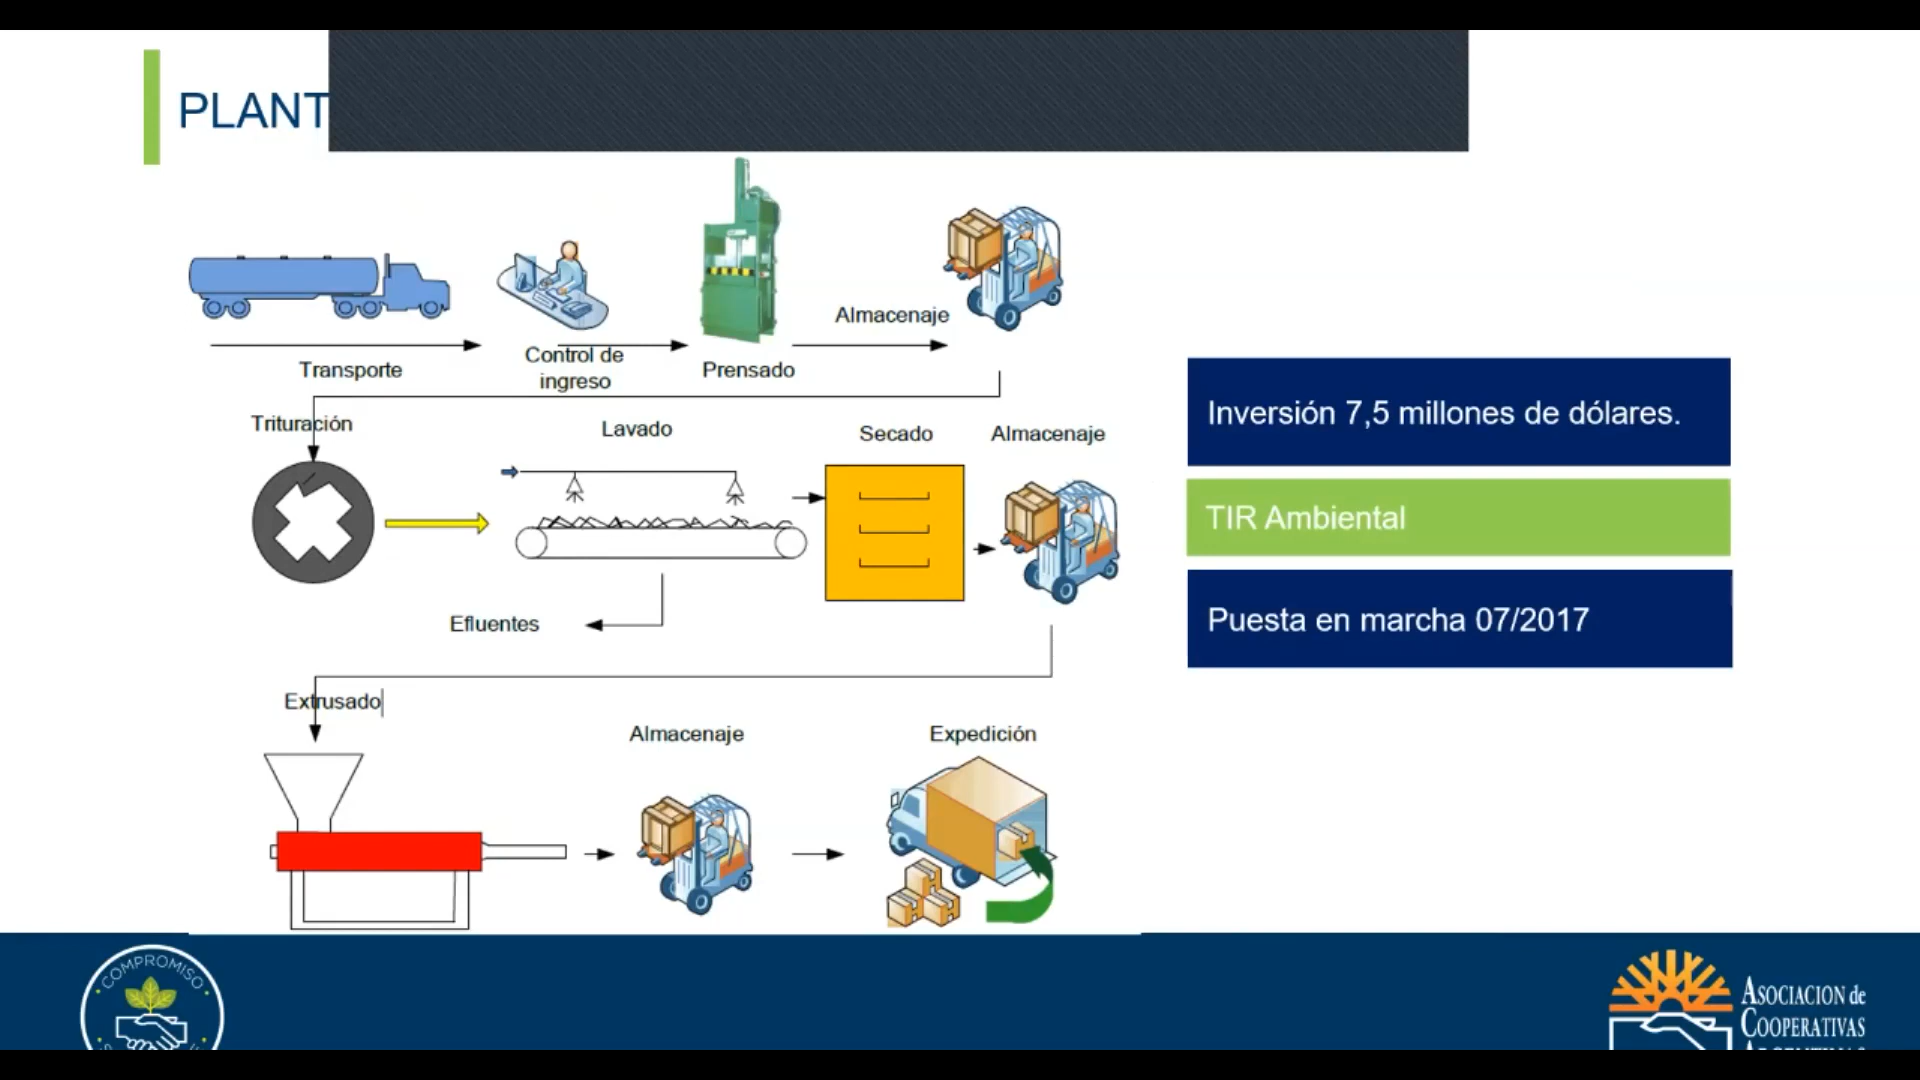 PLANT
Almacenaje
Transporte
Control de
ingreso
Prensado
Trituración
Lavado
Secado
Almacenaje
Inversión 7,5 millones de dólares.
TIR Ambiental
Efluentes
Puesta en marcha 07/2017
Extrusado
Almacenaje
Expedición
COMPROMISO
ASOCIACION de
COOPERATIVAS